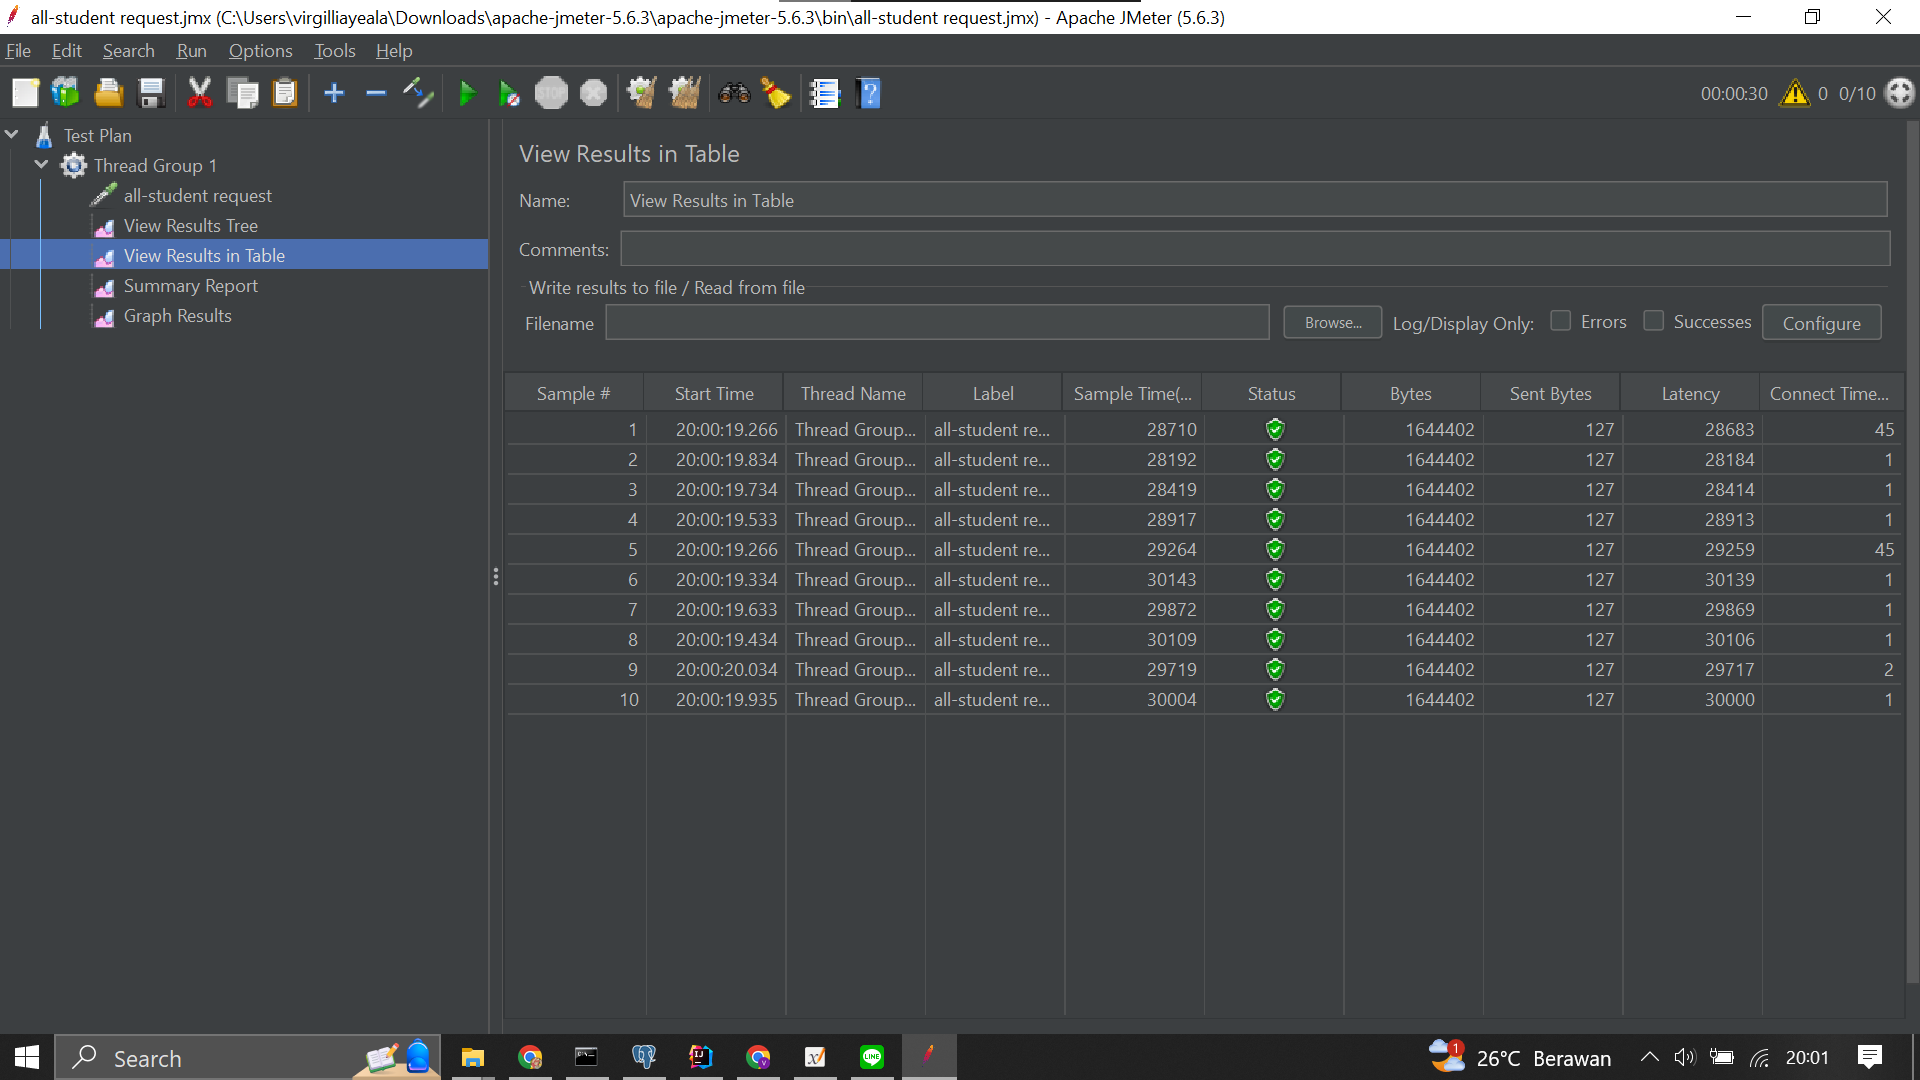 all-student request.jmx (C:\Users\virgilliayeala\Downloads\apache-jmeter-5.6.3\apache-jmeter-5.6.3\bin\all-student request.jmx) - Apache JMeter (5.6.3)
File Edit Search Run Options Tools Help
STOP 00:00:30 0 0/10
Test Plan
Thread Group 1
all-student request
View Results Tree
View Results in Table
Summary Report
Graph Results
View Results in Table
Name: View Results in Table
Comments:
Write results to file / Read from file
Filename Browse... Log/Display Only: Errors Successes Configure
Sample # Start Time Thread Name Label Sample Time(... Status Bytes Sent Bytes Latency Connect Time...
1 20:00:19.266 Thread Group... all-student re... 28710 1644402 127 28683 45
2 20:00:19.834 Thread Group... all-student re... 28192 1644402 127 28184 1
3 20:00:19.734 Thread Group... all-student re... 28419 1644402 127 28414 1
4 20:00:19.533 Thread Group... all-student re... 28917 1644402 127 28913 1
5 20:00:19.266 Thread Group... all-student re... 29264 1644402 127 29259 45
6 20:00:19.334 Thread Group... all-student re... 30143 1644402 127 30139 1
7 20:00:19.633 Thread Group... all-student re... 29872 1644402 127 29869 1
8 20:00:19.434 Thread Group... all-student re... 30109 1644402 127 30106 1
9 20:00:20.034 Thread Group... all-student re... 29719 1644402 127 29717 2
10 20:00:19.935 Thread Group... all-student re... 30004 1644402 127 30000 1
Search 1 26°C Berawan 20:01